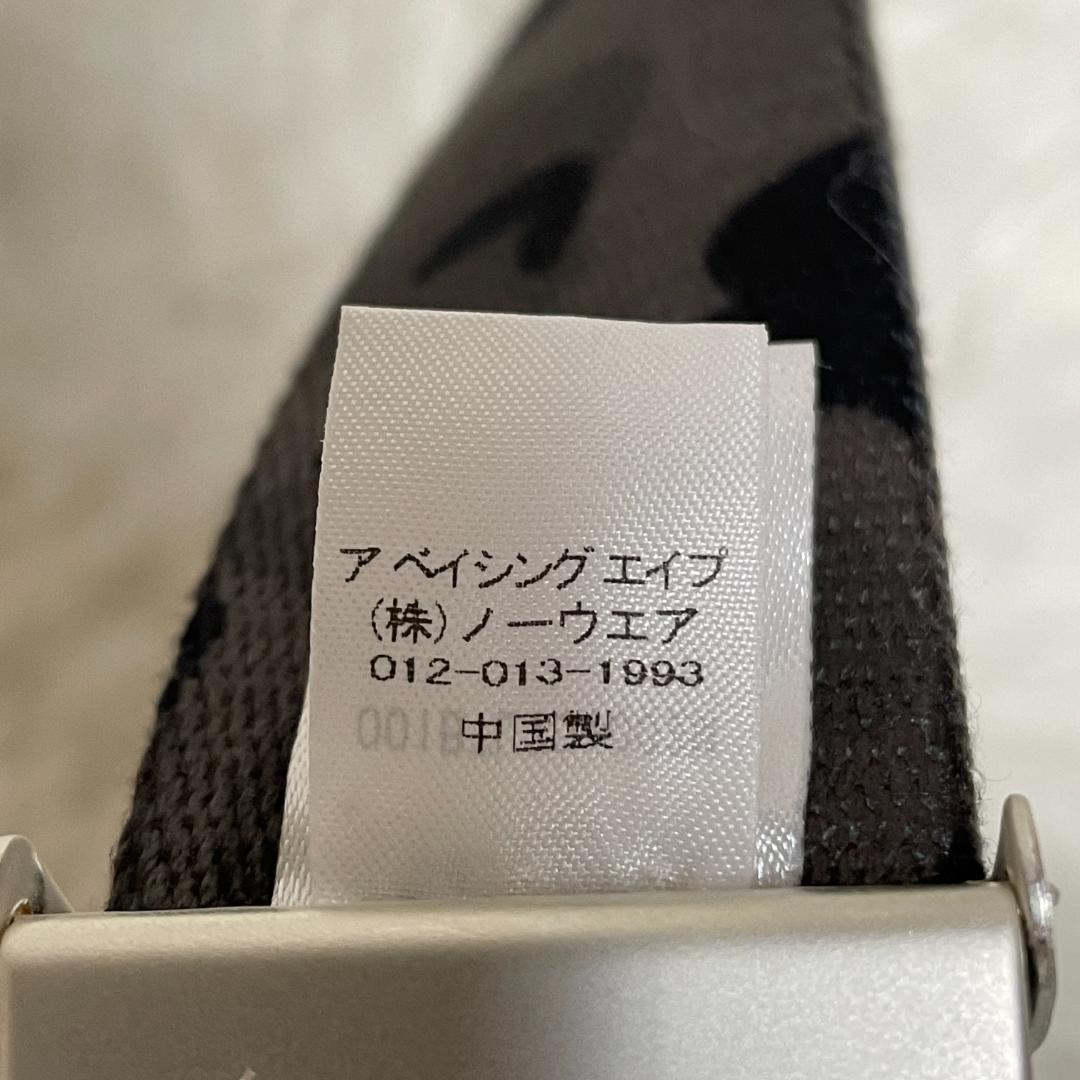 ア ベイシング エイプ
(株)ノーウエア
012-013-1993
中国製